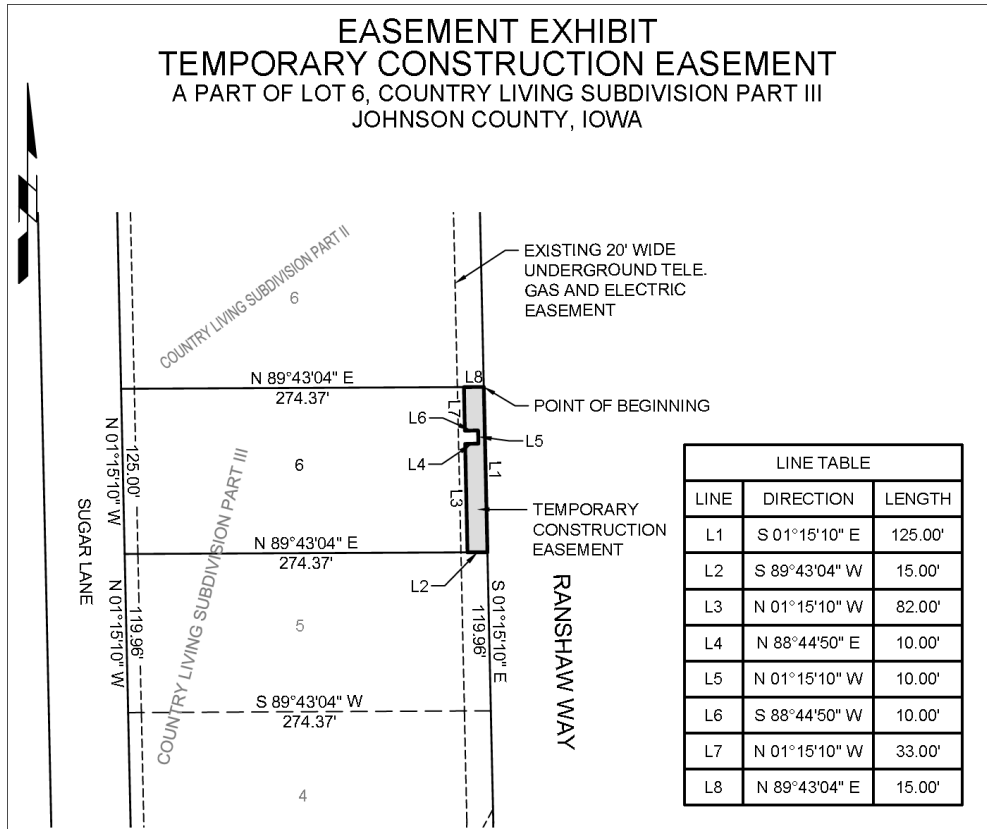 EASEMENT EXHIBIT
TEMPORARY CONSTRUCTION EASEMENT
A PART OF LOT 6, COUNTRY LIVING SUBDIVISION PART III
JOHNSON COUNTY, IOWA
N
COUNTRY LIVING SUBDIVISION PART II
6
EXISTING 20' WIDE
UNDERGROUND TELE.
GAS AND ELECTRIC
EASEMENT
N 89°43'04" E
274.37'
L8
POINT OF BEGINNING
L7
L6
L5
L4
L1
L3
N 01°15'10" W
125.00'
6
COUNTRY LIVING SUBDIVISION PART III
TEMPORARY
CONSTRUCTION
EASEMENT
SUGAR LANE
N 89°43'04" E
274.37'
L2
N 01°15'10" W
119.96'
5
S 01°15'10" E
119.96'
RANSHAW WAY
S 89°43'04" W
274.37'
4
LINE TABLE
LINE DIRECTION LENGTH
L1 S 01°15'10" E 125.00'
L2 S 89°43'04" W 15.00'
L3 N 01°15'10" W 82.00'
L4 N 88°44'50" E 10.00'
L5 N 01°15'10" W 10.00'
L6 S 88°44'50" W 10.00'
L7 N 01°15'10" W 33.00'
L8 N 89°43'04" E 15.00'